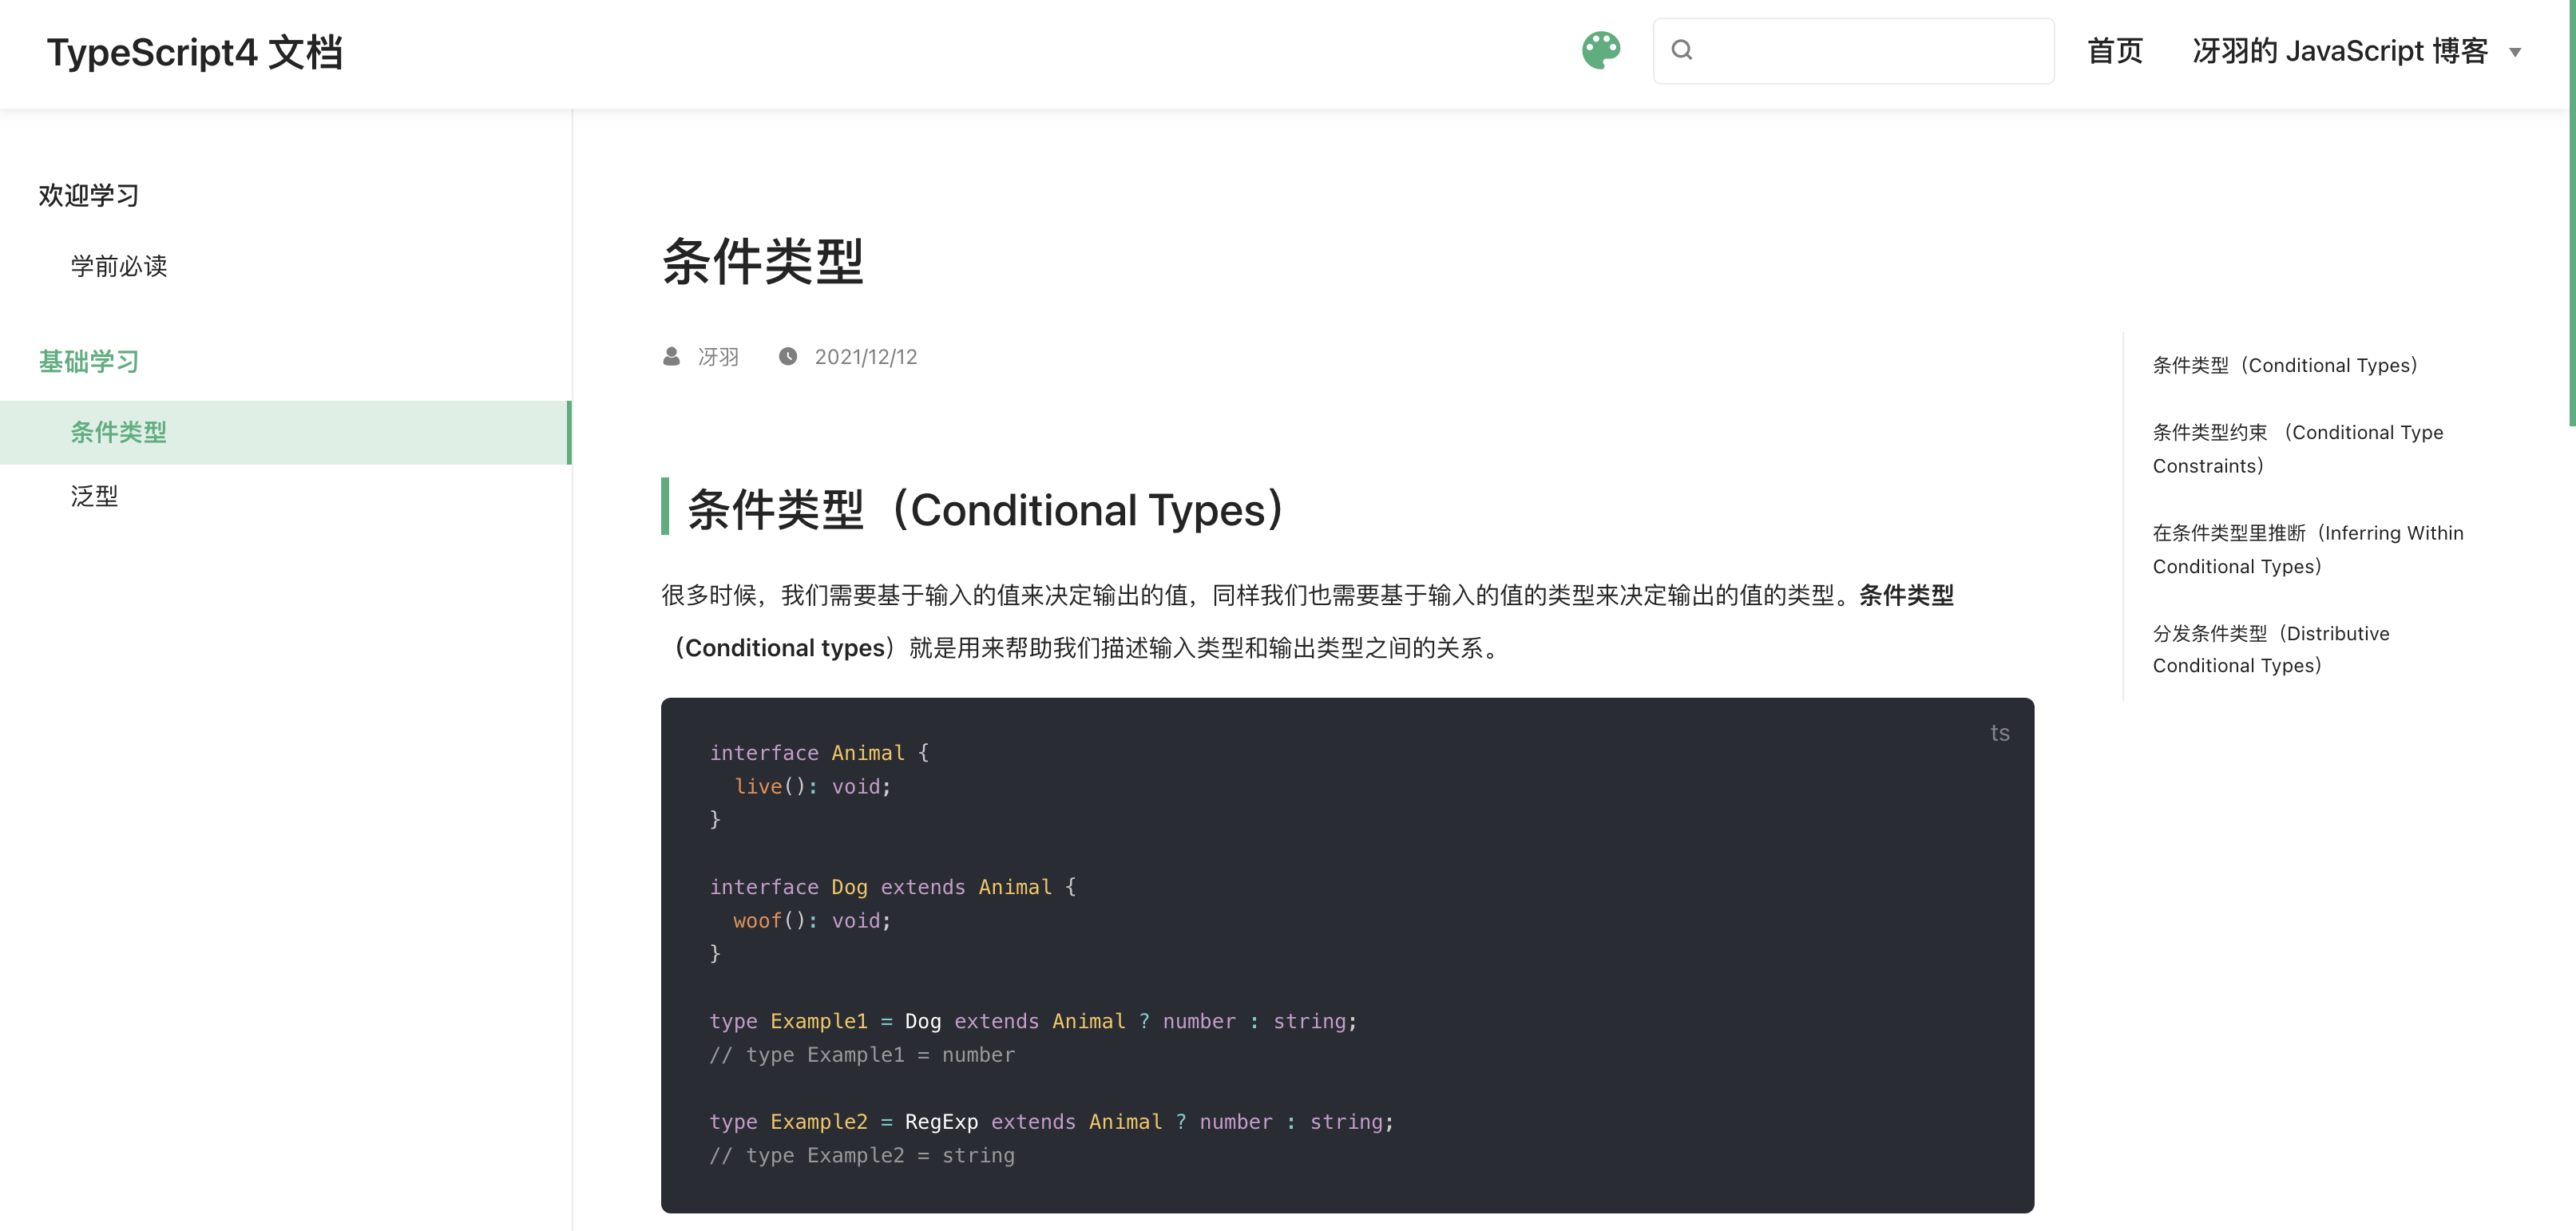 TypeScript4 文档
首页
冴羽的 JavaScript 博客
欢迎学习
学前必读
基础学习
条件类型
泛型
条件类型
冴羽
2021/12/12
条件类型（Conditional Types）
很多时候，我们需要基于输入的值来决定输出的值，同样我们也需要基于输入的值的类型来决定输出的值的类型。条件类型
（Conditional types）就是用来帮助我们描述输入类型和输出类型之间的关系。
ts
interface Animal {
  live(): void;
}
interface Dog extends Animal {
  woof(): void;
}
type Example1 = Dog extends Animal ? number : string;
// type Example1 = number
type Example2 = RegExp extends Animal ? number : string;
// type Example2 = string
条件类型（Conditional Types）
条件类型约束 （Conditional Type
Constraints）
在条件类型里推断（Inferring Within
Conditional Types）
分发条件类型（Distributive
Conditional Types）